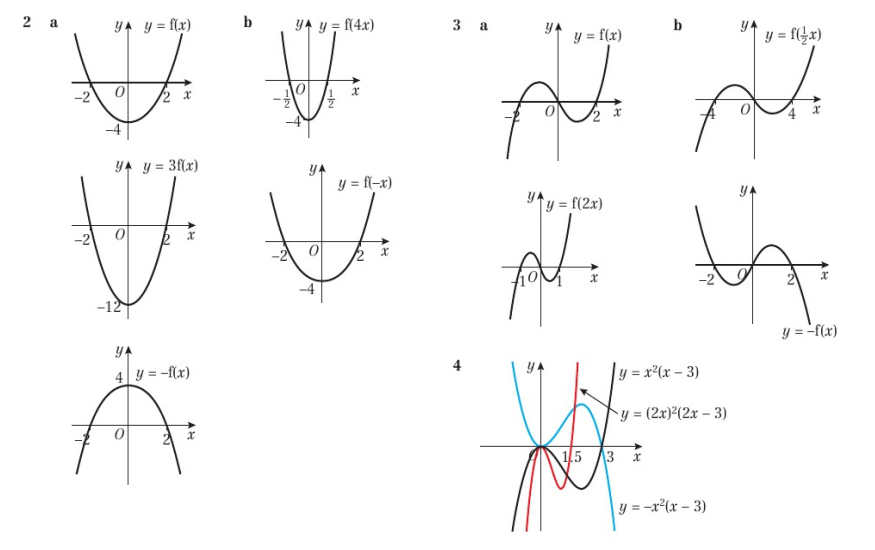 2 a
y
y = f(x)
−2
O
2
x
−4
b
y
y = f(4x)
−1/2
O
1/2
x
−4
y
y = 3f(x)
−2
O
2
x
−12
y
y = f(−x)
−2
O
2
x
−4
y
4
y = −f(x)
−2
O
2
x
3 a
y
y = f(x)
−2
O
2
x
b
y
y = f(½x)
−4
O
4
x
y
y = f(2x)
−1
O
1
x
y
−2
O
2
x
y = −f(x)
4
y
y = x²(x − 3)
y = (2x)²(2x − 3)
1.5
3
x
y = −x²(x − 3)